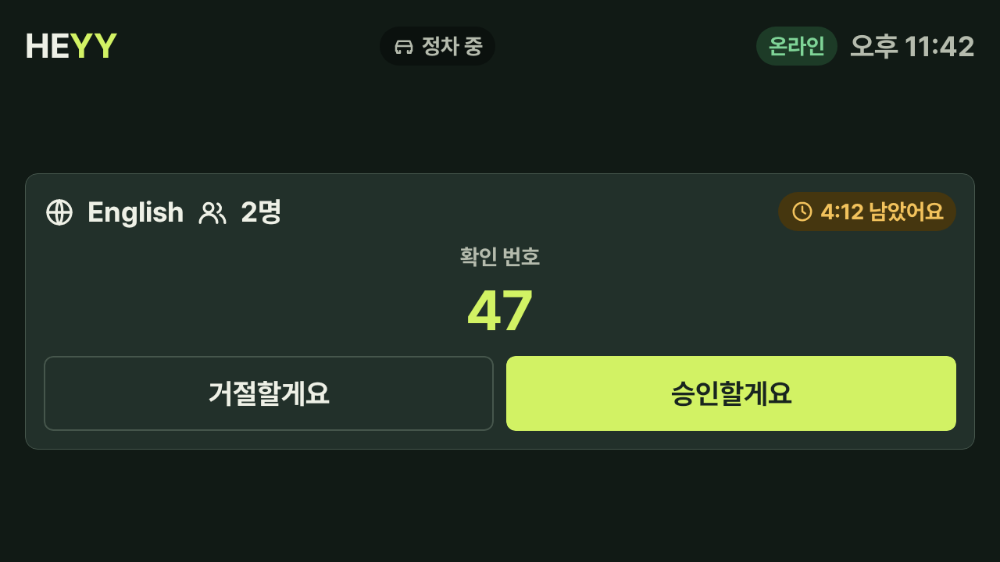 HEYY
정차 중
온라인
오후 11:42
English
2명
4:12 남았어요
확인 번호
47
거절할게요
승인할게요